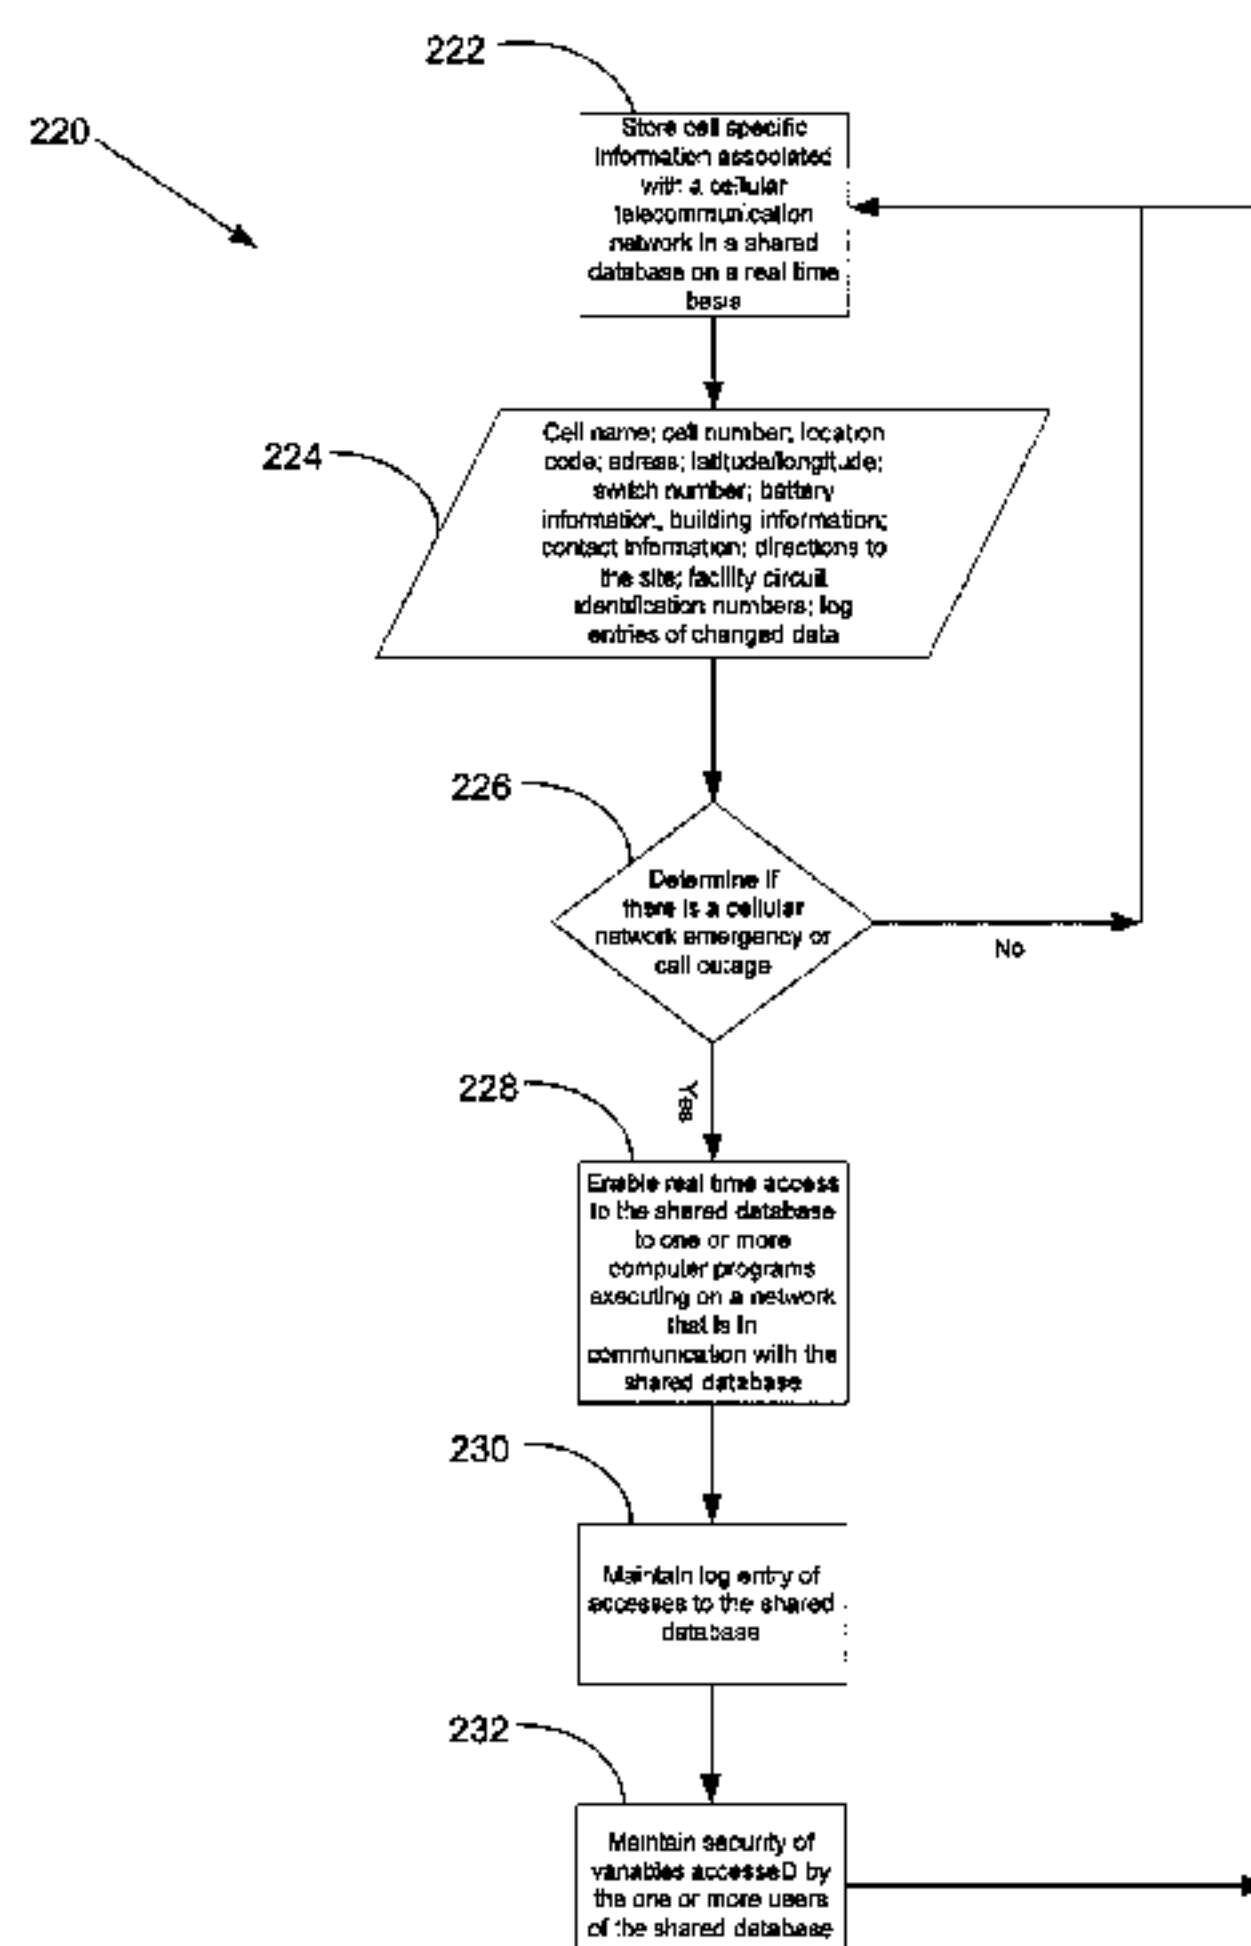 222
220
Store cell specific
information associated
with a cellular
telecommunication
network in a shared
database on a real time
basis
224
Cell name; cell number; location
code; adress; latitude/longitude;
switch number; battery
information, building information;
contact information; directions to
the site; facility circuit
identification numbers; log
entries of changed data
226
Determine if
there is a cellular
network emergency or
call outage
No
Yes
228
Enable real time access
to the shared database
to one or more
computer programs
executing on a network
that is in
communication with the
shared database
230
Maintain log entry of
accesses to the shared
database
232
Maintain security of
variables accesseD by
the one or more users
of the shared database